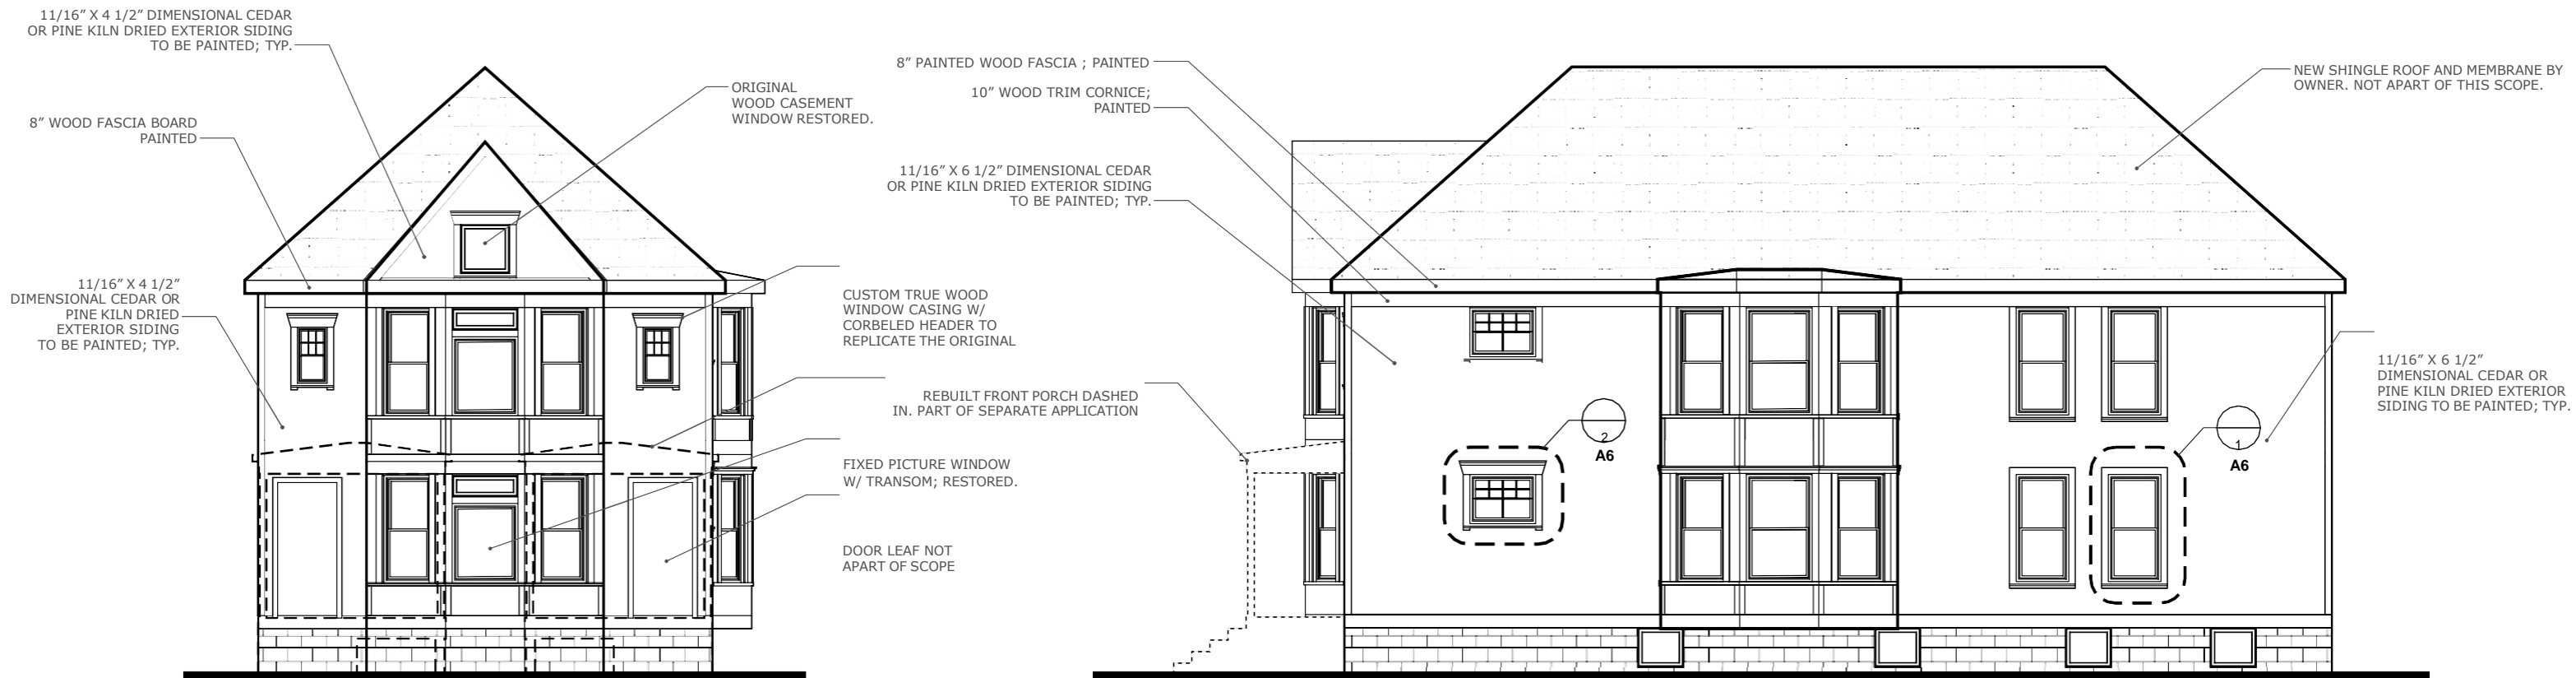 11/16” X 4 1/2” DIMENSIONAL CEDAR
OR PINE KILN DRIED EXTERIOR SIDING
TO BE PAINTED; TYP.
8” WOOD FASCIA BOARD
PAINTED
11/16” X 4 1/2”
DIMENSIONAL CEDAR OR
PINE KILN DRIED
EXTERIOR SIDING
TO BE PAINTED; TYP.
ORIGINAL
WOOD CASEMENT
WINDOW RESTORED.
CUSTOM TRUE WOOD
WINDOW CASING W/
CORBELED HEADER TO
REPLICATE THE ORIGINAL
REBUILT FRONT PORCH DASHED
IN. PART OF SEPARATE APPLICATION
FIXED PICTURE WINDOW
W/ TRANSOM; RESTORED.
DOOR LEAF NOT
APART OF SCOPE
8” PAINTED WOOD FASCIA ; PAINTED
10” WOOD TRIM CORNICE;
PAINTED
11/16” X 6 1/2” DIMENSIONAL CEDAR
OR PINE KILN DRIED EXTERIOR SIDING
TO BE PAINTED; TYP.
2
A6
1
A6
NEW SHINGLE ROOF AND MEMBRANE BY
OWNER. NOT APART OF THIS SCOPE.
11/16” X 6 1/2”
DIMENSIONAL CEDAR OR
PINE KILN DRIED EXTERIOR
SIDING TO BE PAINTED; TYP.